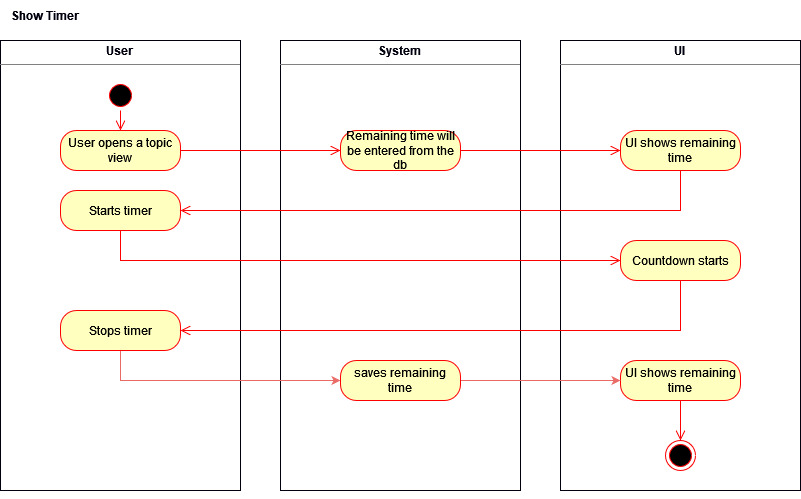 Show Timer
User
System
UI
User opens a topic
view
Remaining time will
be entered from the
db
UI shows remaining
time
Starts timer
Countdown starts
Stops timer
saves remaining
time
UI shows remaining
time